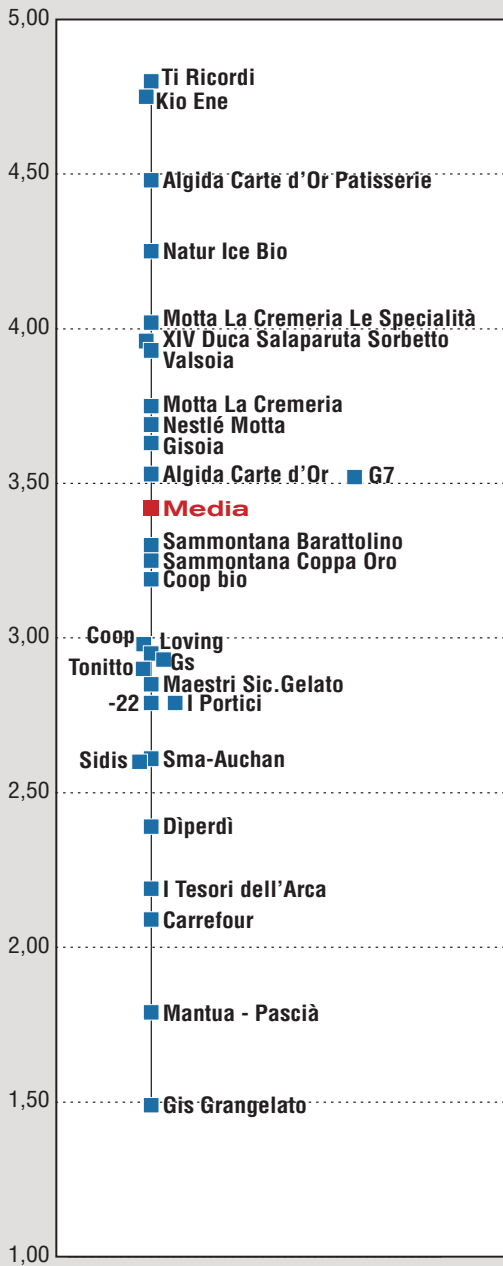 5,00
Ti Ricordi
Kio Ene
4,50
Algida Carte d'Or Patisserie
Natur Ice Bio
Motta La Cremeria Le Specialità
4,00
XIV Duca Salaparuta Sorbetto
Valsoia
Motta La Cremeria
Nestlé Motta
Gisoia
Algida Carte d'Or G7
3,50
Media
Sammontana Barattolino
Sammontana Coppa Oro
Coop bio
3,00
Coop Loving
Gs
Tonitto
Maestri Sic.Gelato
-22 I Portici
Sidis Sma-Auchan
2,50
Dìperdì
I Tesori dell'Arca
Carrefour
2,00
Mantua - Pascià
1,50
Gis Grangelato
1,00